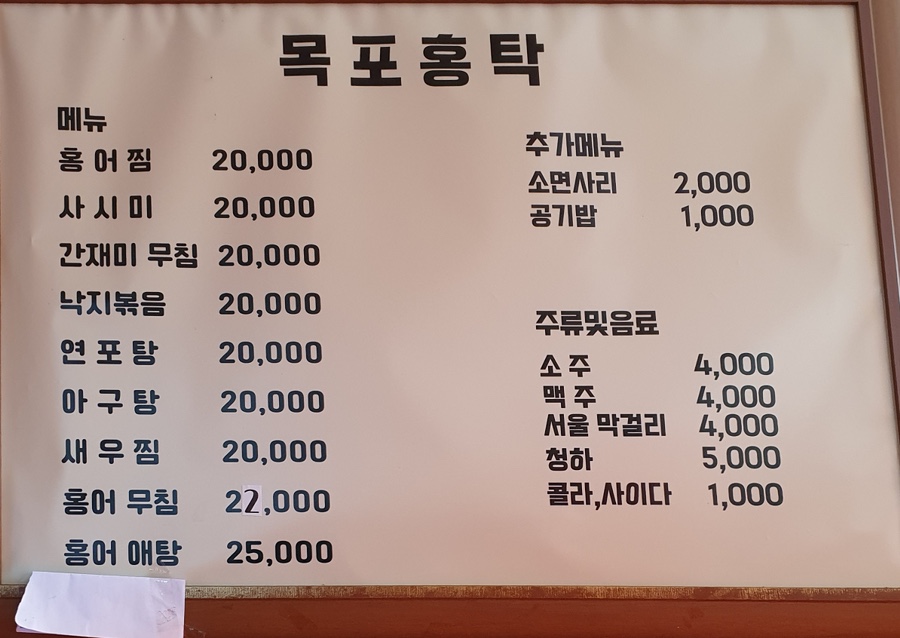 목포홍탁
메뉴
홍어찜 20,000
사시미 20,000
간재미 무침 20,000
낙지볶음 20,000
연포탕 20,000
아구탕 20,000
새우찜 20,000
홍어 무침 22,000
홍어 애탕 25,000
추가메뉴
소면사리 2,000
공기밥 1,000
주류및음료
소주 4,000
맥주 4,000
서울 막걸리 4,000
청하 5,000
콜라,사이다 1,000